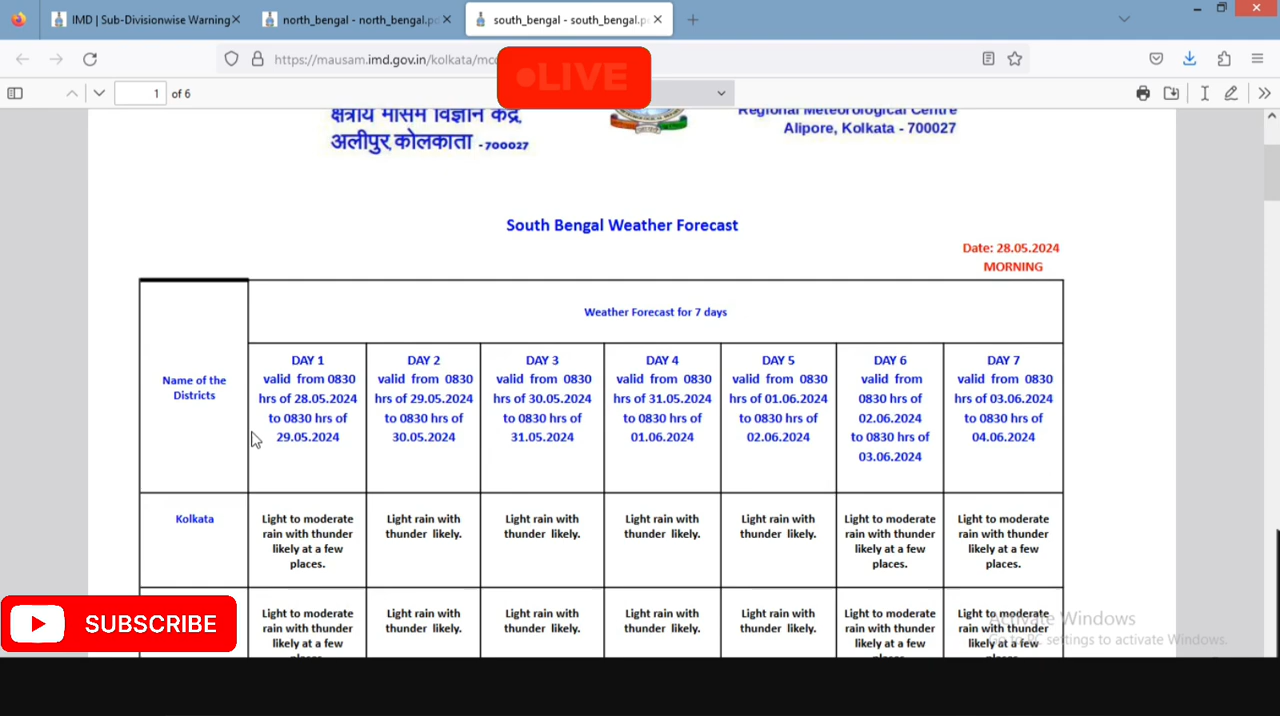 IMD | Sub-Divisionwise Warning
north_bengal - north_bengal.pd
south_bengal - south_bengal.p
https://mausam.imd.gov.in/kolkata/mc
LIVE
1 of 6
क्षेत्रीय मौसम विज्ञान केंद्र,
अलीपुर, कोलकाता - 700027
Regional Meteorological Centre
Alipore, Kolkata - 700027
South Bengal Weather Forecast
Date: 28.05.2024
MORNING
Name of the
Districts
Weather Forecast for 7 days
DAY 1
valid from 0830
hrs of 28.05.2024
to 0830 hrs of
29.05.2024
DAY 2
valid from 0830
hrs of 29.05.2024
to 0830 hrs of
30.05.2024
DAY 3
valid from 0830
hrs of 30.05.2024
to 0830 hrs of
31.05.2024
DAY 4
valid from 0830
hrs of 31.05.2024
to 0830 hrs of
01.06.2024
DAY 5
valid from 0830
hrs of 01.06.2024
to 0830 hrs of
02.06.2024
DAY 6
valid from
0830 hrs of
02.06.2024
to 0830 hrs of
03.06.2024
DAY 7
valid from 0830
hrs of 03.06.2024
to 0830 hrs of
04.06.2024
Kolkata
Light to moderate
rain with thunder
likely at a few
places.
Light rain with
thunder likely.
Light rain with
thunder likely.
Light rain with
thunder likely.
Light rain with
thunder likely.
Light to moderate
rain with thunder
likely at a few
places.
Light to moderate
rain with thunder
likely at a few
places.
Light to moderate
rain with thunder
likely at a few
Light rain with
thunder likely.
Light rain with
thunder likely.
Light rain with
thunder likely.
Light rain with
thunder likely.
Light to moderate
rain with thunder
likely at a few
Light to moderate
rain with thunder
likely at a few
SUBSCRIBE
Activate Windows
Go to PC settings to activate Windows.